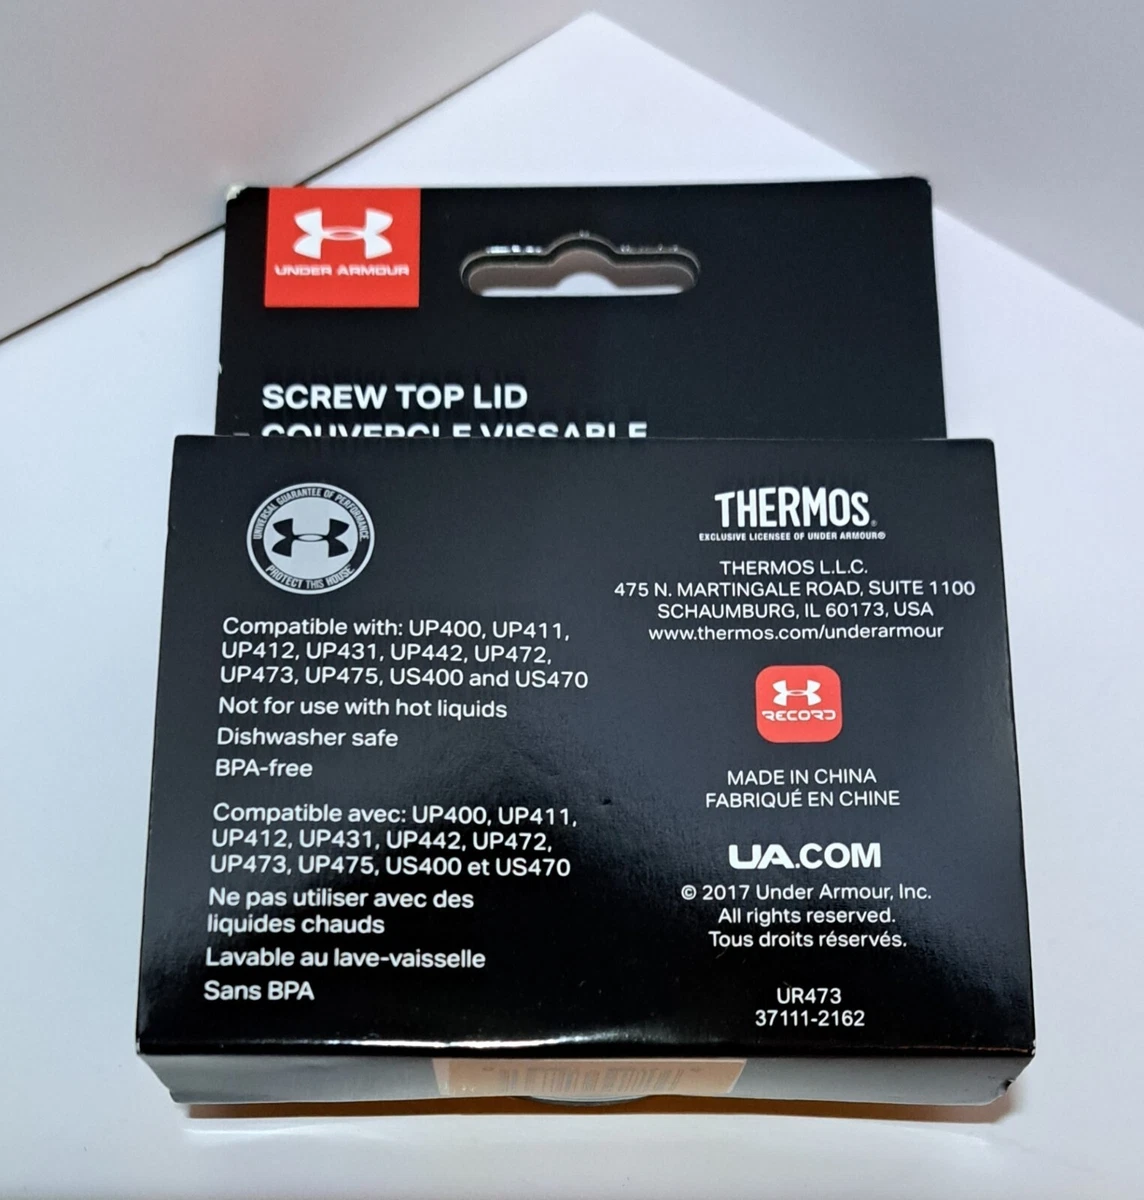 UNDER ARMOUR
SCREW TOP LID
COUVERCLE VISSABLE
UNIVERSAL GUARANTEE OF PERFORMANCE
PROTECT THIS HOUSE
Compatible with: UP400, UP411,
UP412, UP431, UP442, UP472,
UP473, UP475, US400 and US470
Not for use with hot liquids
Dishwasher safe
BPA-free
Compatible avec: UP400, UP411,
UP412, UP431, UP442, UP472,
UP473, UP475, US400 et US470
Ne pas utiliser avec des
liquides chauds
Lavable au lave-vaisselle
Sans BPA
THERMOS®
EXCLUSIVE LICENSEE OF UNDER ARMOUR®
THERMOS L.L.C.
475 N. MARTINGALE ROAD, SUITE 1100
SCHAUMBURG, IL 60173, USA
www.thermos.com/underarmour
RECORD
MADE IN CHINA
FABRIQUÉ EN CHINE
UA.COM
© 2017 Under Armour, Inc.
All rights reserved.
Tous droits réservés.
UR473
37111-2162